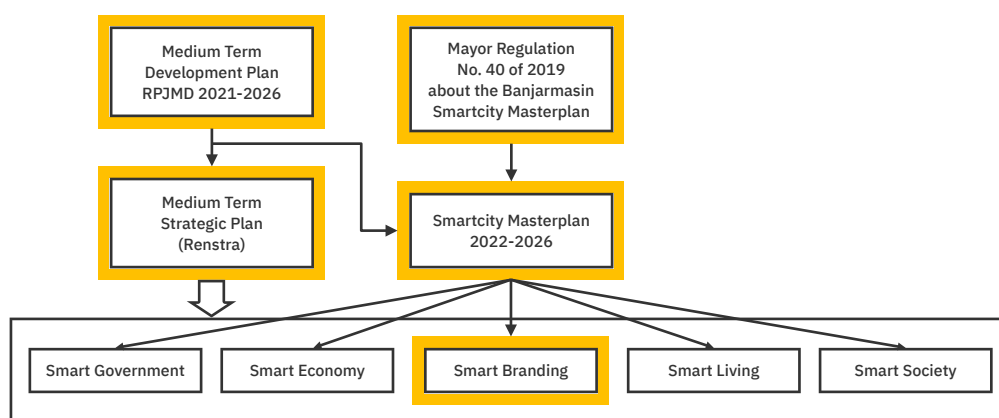 Medium Term
Development Plan
RPJMD 2021-2026
Mayor Regulation
No. 40 of 2019
about the Banjarmasin
Smartcity Masterplan
Medium Term
Strategic Plan
(Renstra)
Smartcity Masterplan
2022-2026
Smart Government
Smart Economy
Smart Branding
Smart Living
Smart Society